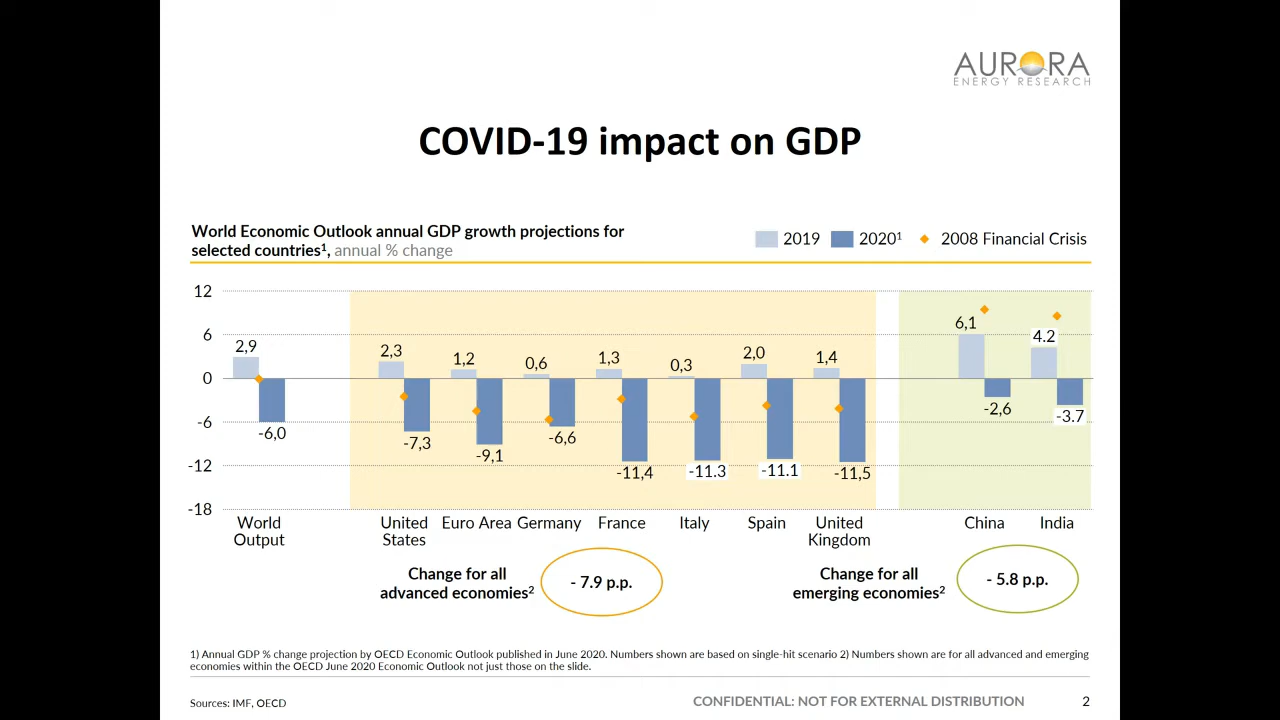 AURORA
ENERGY RESEARCH
COVID-19 impact on GDP
World Economic Outlook annual GDP growth projections for
selected countries¹, annual % change
2019
2020¹
2008 Financial Crisis
12
6
0
-6
-12
-18
2,9
-6,0
2,3
-7,3
1,2
-9,1
0,6
-6,6
1,3
-11,4
0,3
-11.3
2,0
-11.1
1,4
-11,5
6,1
-2,6
4.2
-3.7
World
Output
United
States
Euro Area
Germany
France
Italy
Spain
United
Kingdom
China
India
Change for all
advanced economies²
- 7.9 p.p.
Change for all
emerging economies²
- 5.8 p.p.
1) Annual GDP % change projection by OECD Economic Outlook published in June 2020. Numbers shown are based on single-hit scenario 2) Numbers shown are for all advanced and emerging
economies within the OECD June 2020 Economic Outlook not just those on the slide.
Sources: IMF, OECD
CONFIDENTIAL: NOT FOR EXTERNAL DISTRIBUTION
2